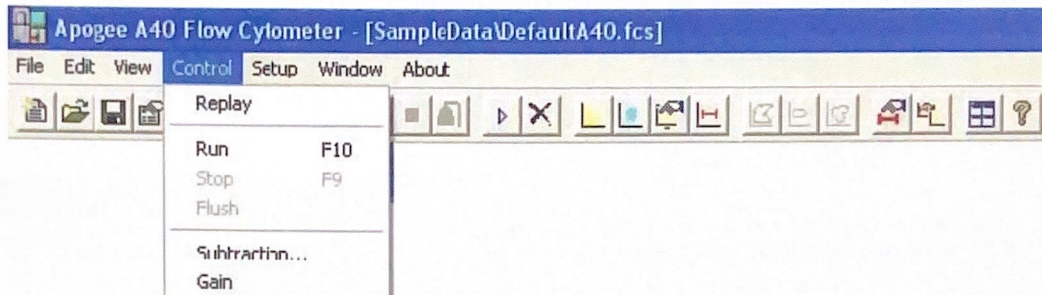 Apogee A40 Flow Cytometer - [SampleData\DefaultA40.fcs]
File Edit View Control Setup Window About
Replay
Run F10
Stop F9
Flush
Subtraction...
Gain